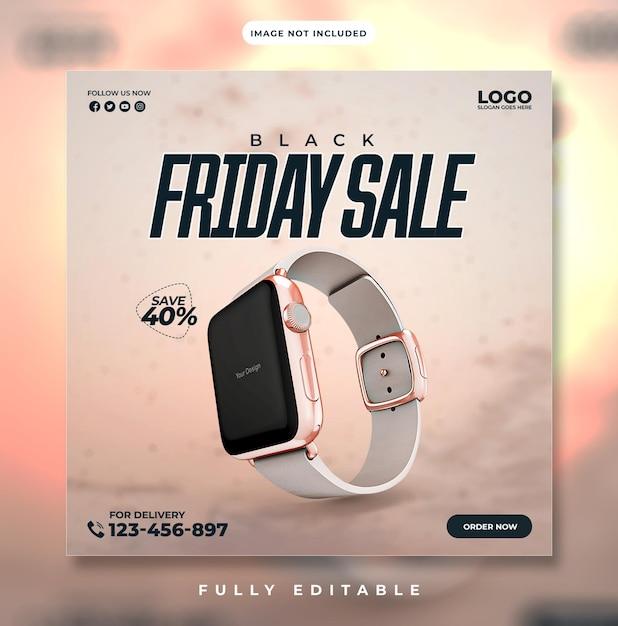 IMAGE NOT INCLUDED
FOLLOW US NOW
LOGO
SLOGAN GOES HERE
BLACK
FRIDAY SALE
SAVE
40%
Your Design
FOR DELIVERY
123-456-897
ORDER NOW
FULLY EDITABLE